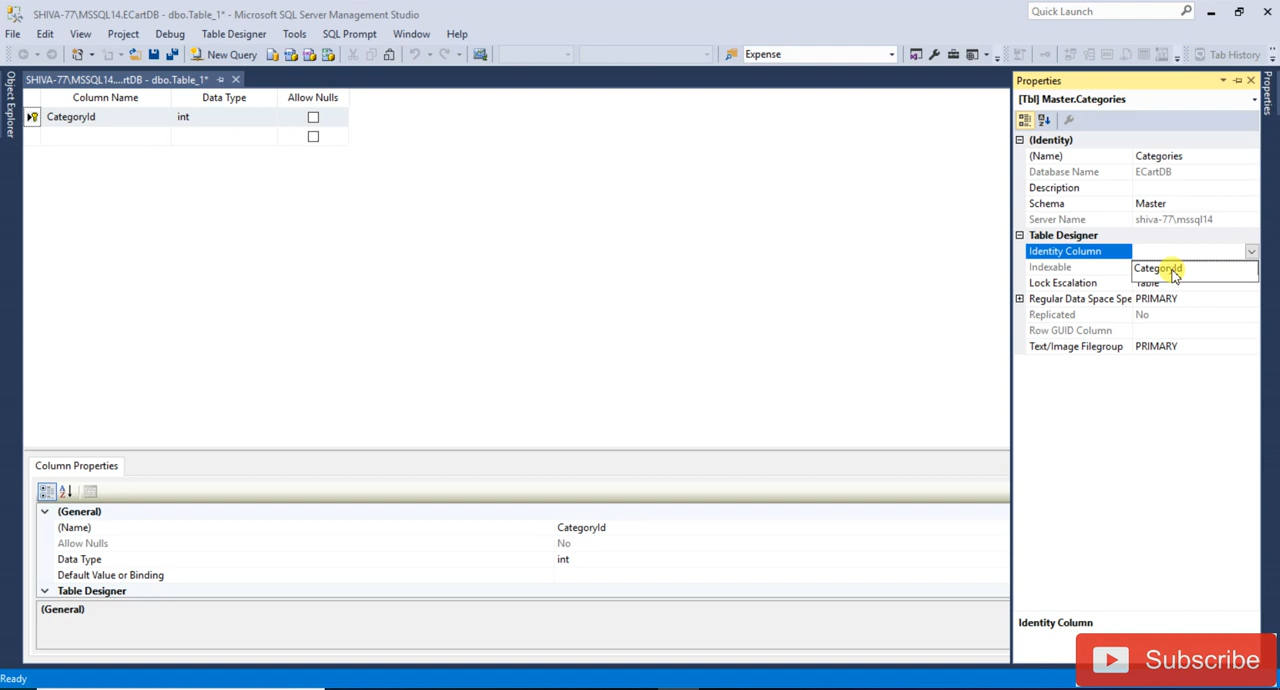 SHIVA-77\MSSQL14.ECartDB - dbo.Table_1* - Microsoft SQL Server Management Studio
Quick Launch
File Edit View Project Debug Table Designer Tools SQL Prompt Window Help
New Query
Expense
Tab History
Object Explorer
SHIVA-77\MSSQL14....rtDB - dbo.Table_1*
Column Name Data Type Allow Nulls
CategoryId int
Column Properties
(General)
(Name) CategoryId
Allow Nulls No
Data Type int
Default Value or Binding
Table Designer
(General)
Properties
[Tbl] Master.Categories
(Identity)
(Name) Categories
Database Name ECartDB
Description
Schema Master
Server Name shiva-77\mssql14
Table Designer
Identity Column
Indexable CategoryId
Lock Escalation Table
Regular Data Space Spe PRIMARY
Replicated No
Row GUID Column
Text/Image Filegroup PRIMARY
Identity Column
Properties
Subscribe
Ready